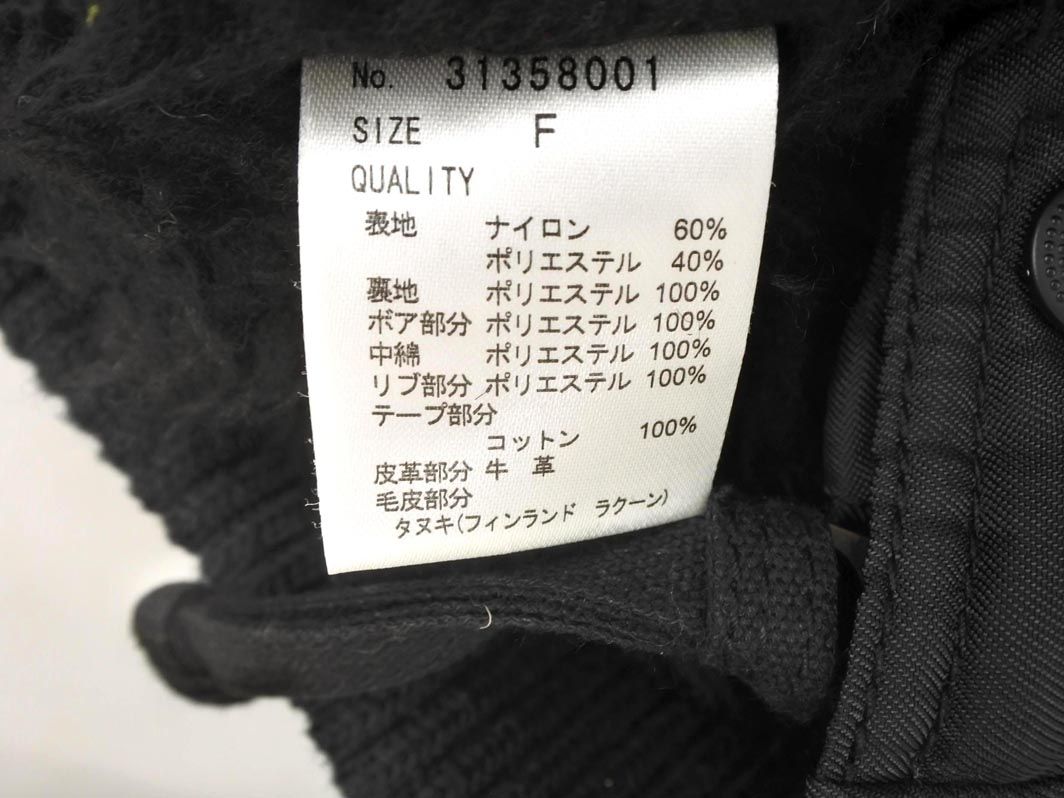 No. 31358001
SIZE F
QUALITY
表地 ナイロン 60%
ポリエステル 40%
裏地 ポリエステル 100%
ボア部分 ポリエステル 100%
中綿 ポリエステル 100%
リブ部分 ポリエステル 100%
テープ部分
コットン 100%
皮革部分 牛 革
毛皮部分
タヌキ(フィンランド ラクーン)